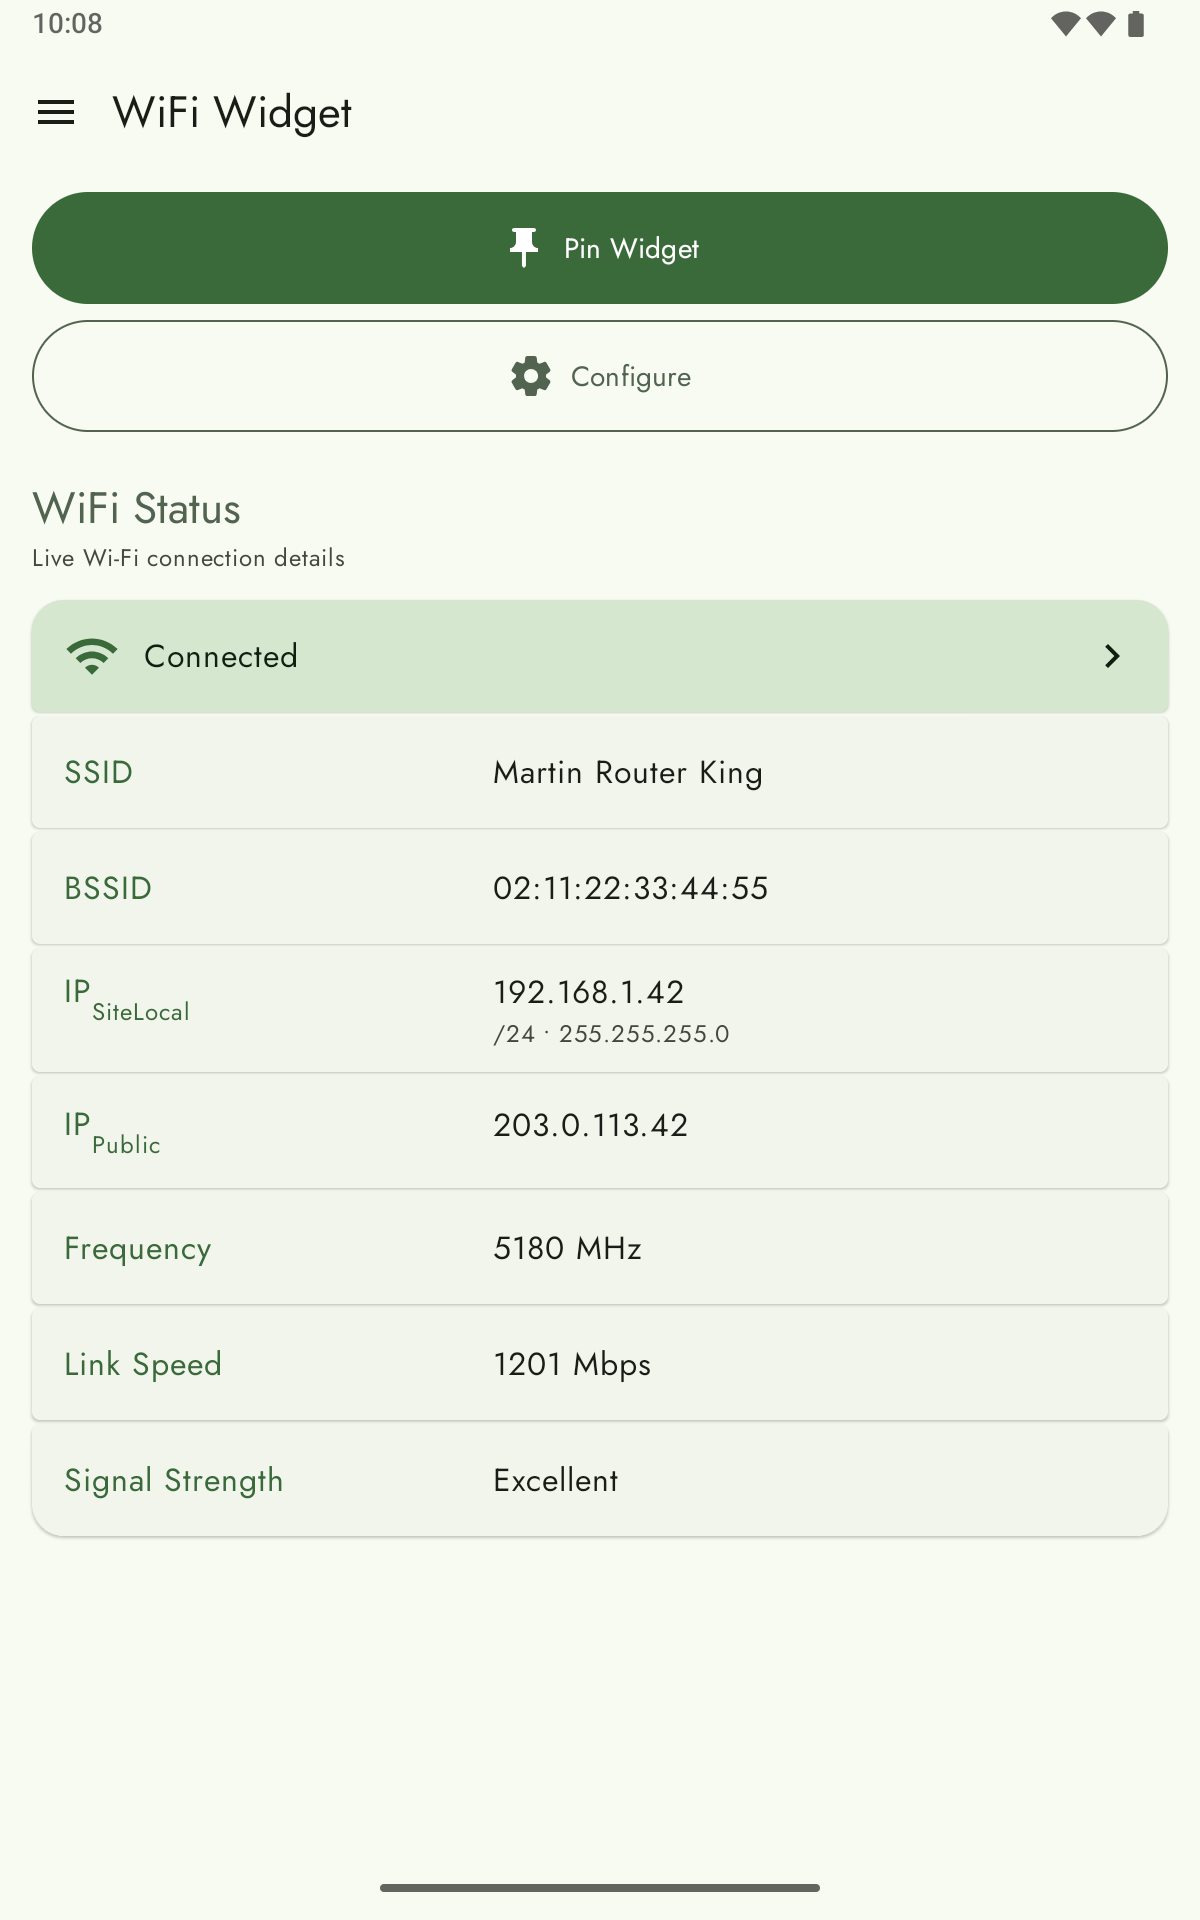 10:08
WiFi Widget
Pin Widget
Configure
WiFi Status
Live Wi-Fi connection details
Connected
SSID Martin Router King
BSSID 02:11:22:33:44:55
IP SiteLocal 192.168.1.42
/24 · 255.255.255.0
IP Public 203.0.113.42
Frequency 5180 MHz
Link Speed 1201 Mbps
Signal Strength Excellent